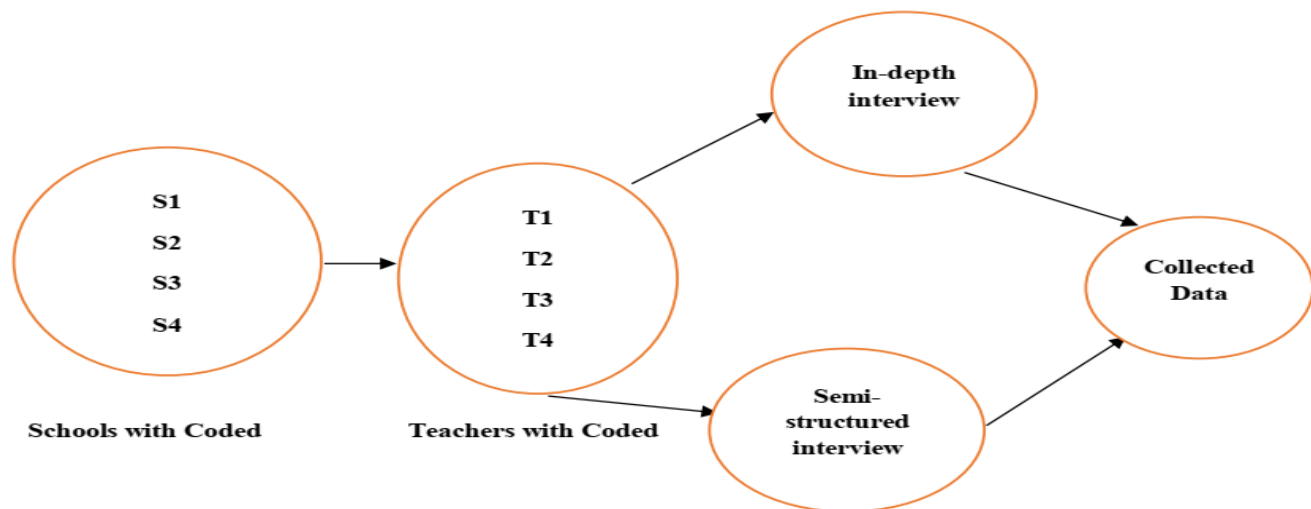 S1
S2
S3
S4
Schools with Coded
T1
T2
T3
T4
Teachers with Coded
In-depth
interview
Semi-
structured
interview
Collected
Data